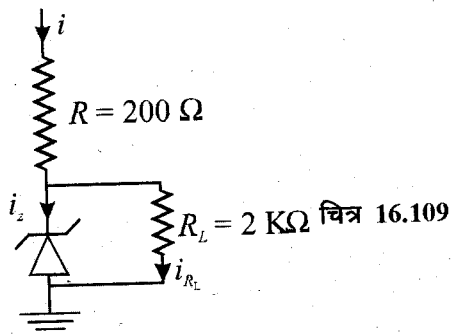 i
R = 200 Ω
i_z
R_L = 2 KΩ चित्र 16.109
i_{R_L}